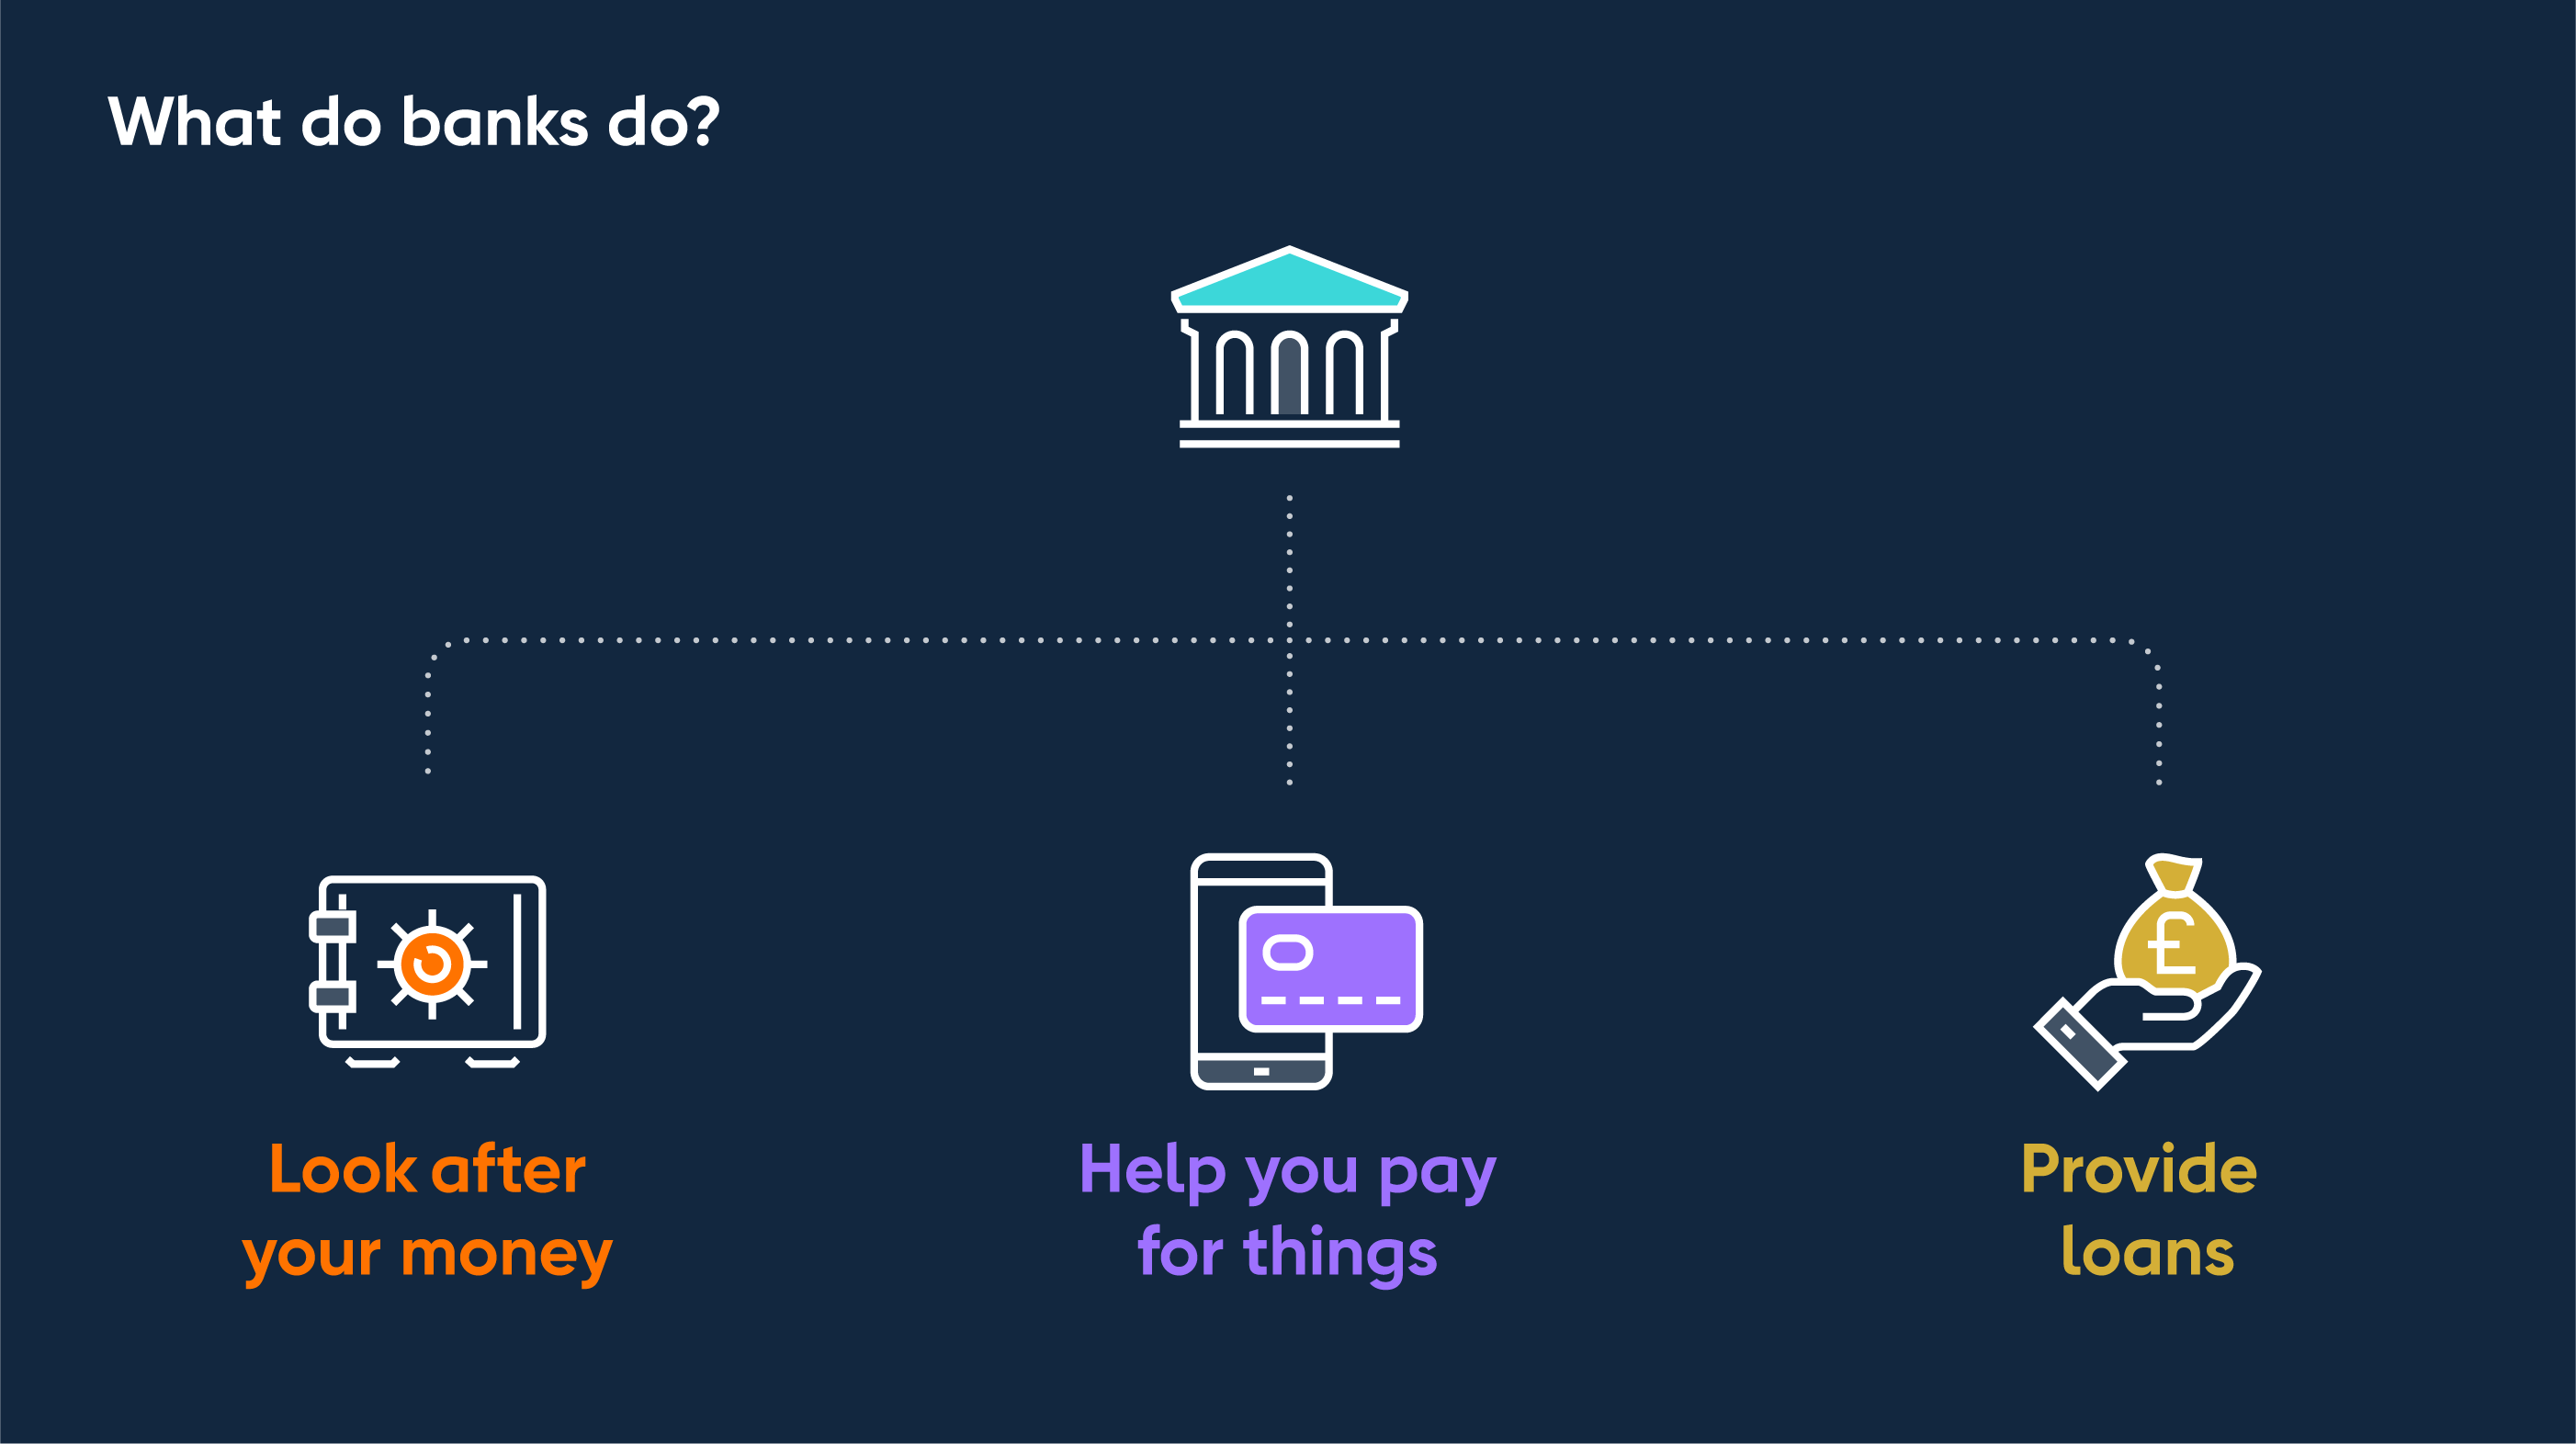 What do banks do?
£
Look after
your money
Help you pay
for things
Provide
loans